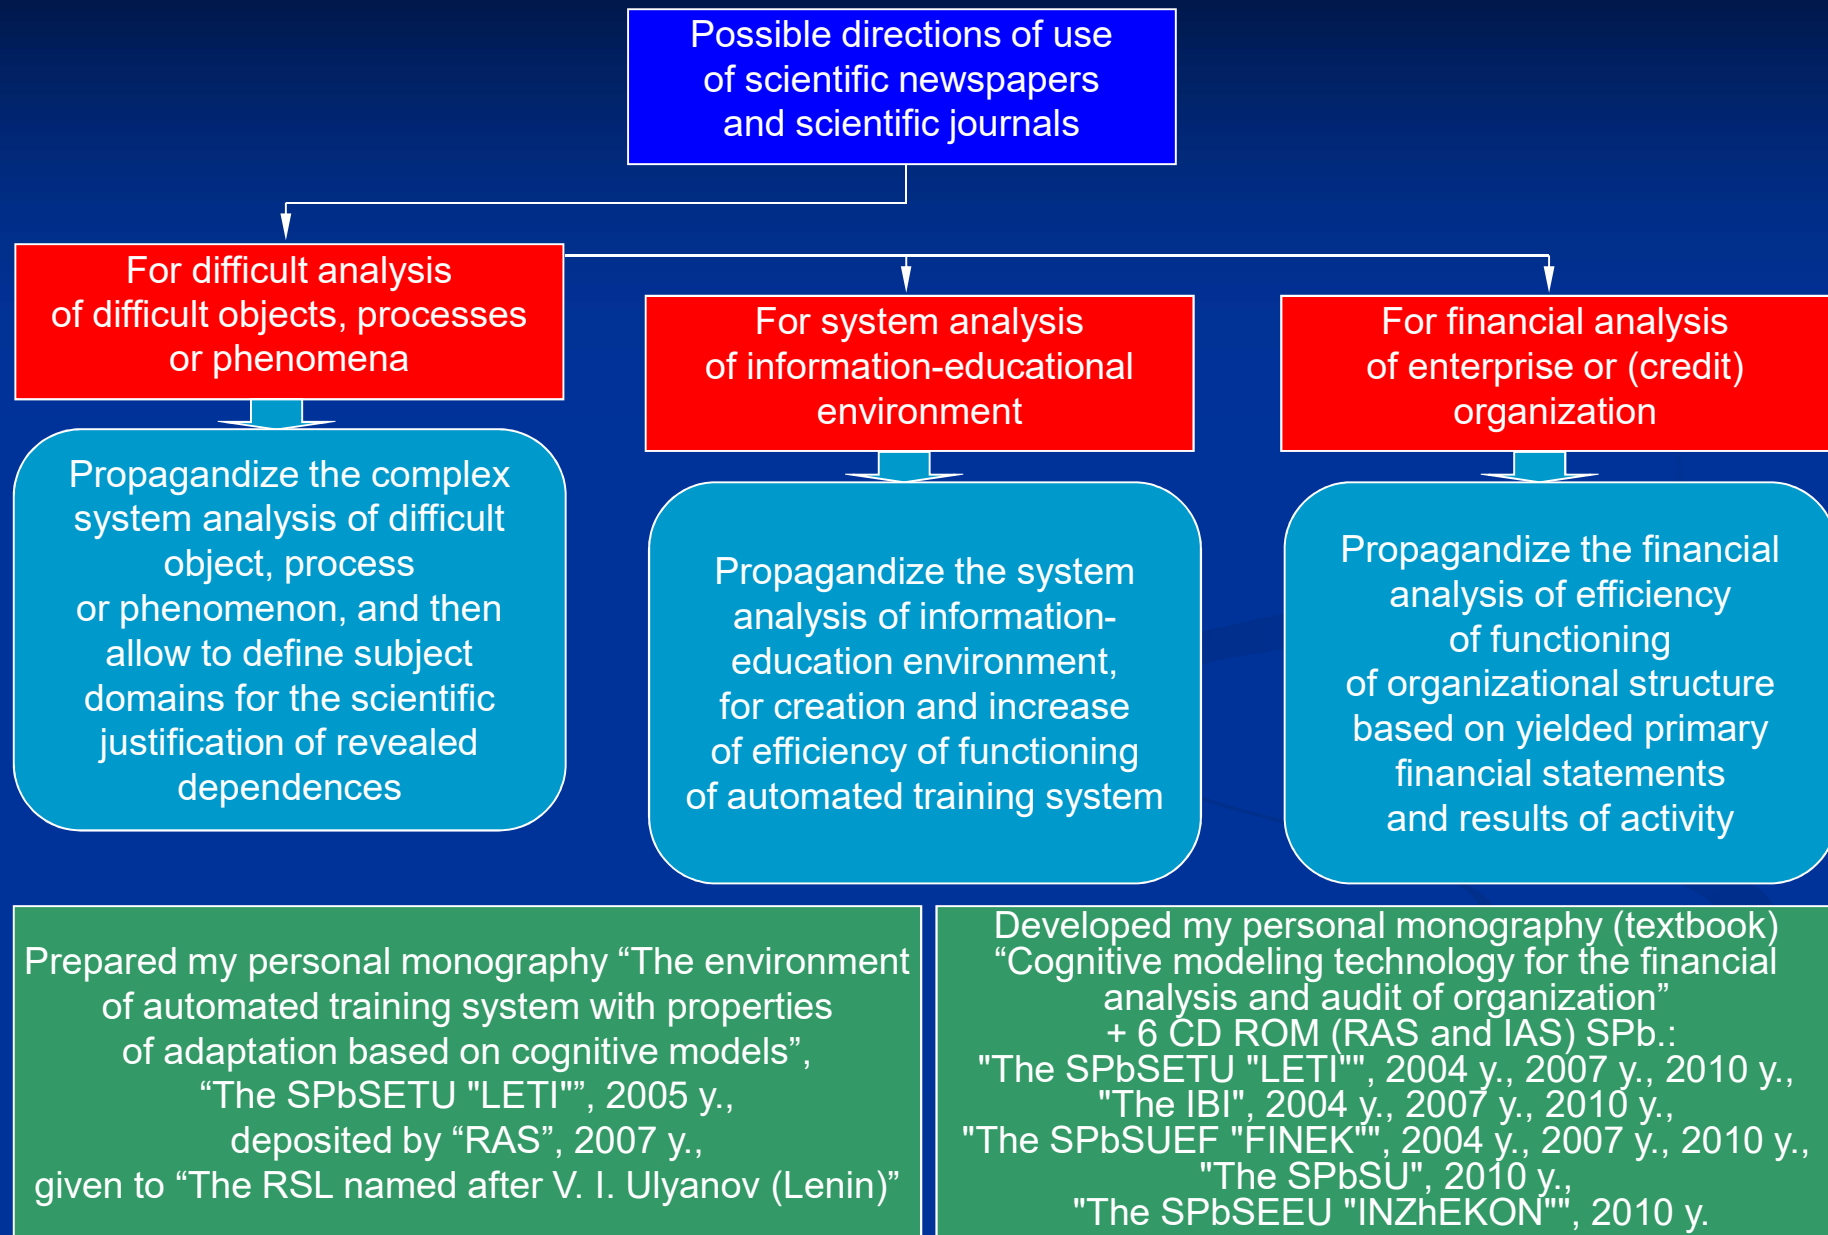 Possible directions of use
of scientific newspapers
and scientific journals
For difficult analysis
of difficult objects, processes
or phenomena
For system analysis
of information-educational
environment
For financial analysis
of enterprise or (credit)
organization
Propagandize the complex
system analysis of difficult
object, process
or phenomenon, and then
allow to define subject
domains for the scientific
justification of revealed
dependences
Propagandize the system
analysis of information-
education environment,
for creation and increase
of efficiency of functioning
of automated training system
Propagandize the financial
analysis of efficiency
of functioning
of organizational structure
based on yielded primary
financial statements
and results of activity
Prepared my personal monography “The environment
of automated training system with properties
of adaptation based on cognitive models”,
“The SPbSETU "LETI"”, 2005 y.,
deposited by “RAS”, 2007 y.,
given to “The RSL named after V. I. Ulyanov (Lenin)”
Developed my personal monography (textbook)
“Cognitive modeling technology for the financial
analysis and audit of organization”
+ 6 CD ROM (RAS and IAS) SPb.:
"The SPbSETU "LETI"", 2004 y., 2007 y., 2010 y.,
"The IBI", 2004 y., 2007 y., 2010 y.,
"The SPbSUEF "FINEK"", 2004 y., 2007 y., 2010 y.,
"The SPbSU", 2010 y.,
"The SPbSEEU "INZhEKON"", 2010 y.